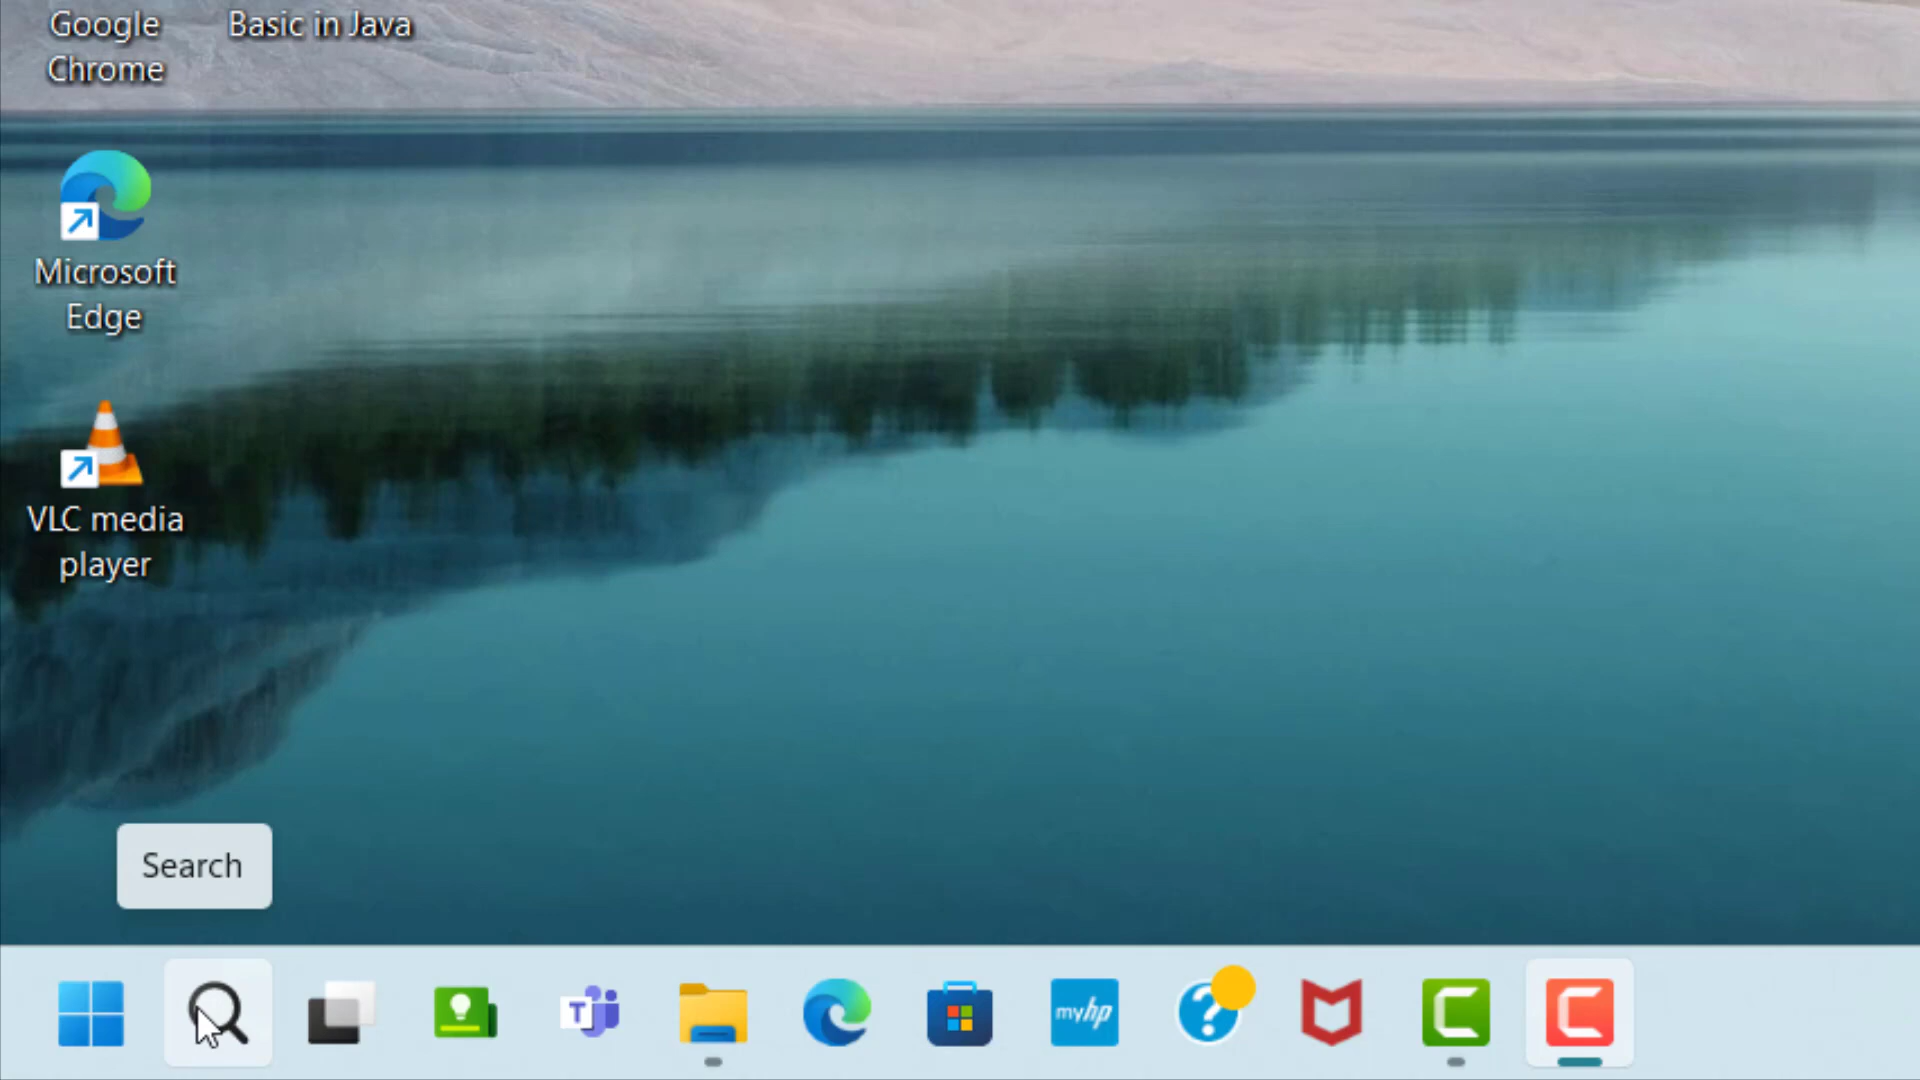 Google
Chrome
Basic in Java
Microsoft
Edge
VLC media
player
Search
T
myhp
?